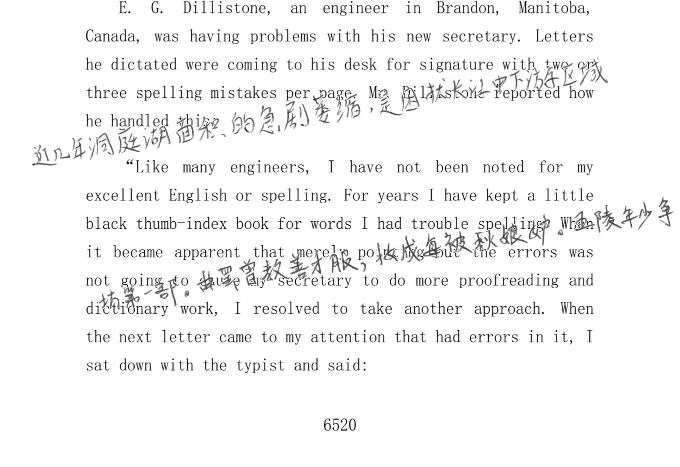 E. G. Dillistone, an engineer in Brandon, Manitoba,
Canada, was having problems with his new secretary. Letters
he dictated were coming to his desk for signature with two or
three spelling mistakes per page. Mr. Dillistone reported how
he handled this:
近几年洞庭湖面积的急剧萎缩,是困扰长江中下游区域
“Like many engineers, I have not been noted for my
excellent English or spelling. For years I have kept a little
black thumb-index book for words I had trouble spelling. When
it became apparent that merely pointing out the errors was
not going to cause my secretary to do more proofreading and
坊第一部。曲罢曾教善才服,妆成每被秋娘妒。五陵年少争
dictionary work, I resolved to take another approach. When
the next letter came to my attention that had errors in it, I
sat down with the typist and said:
6520